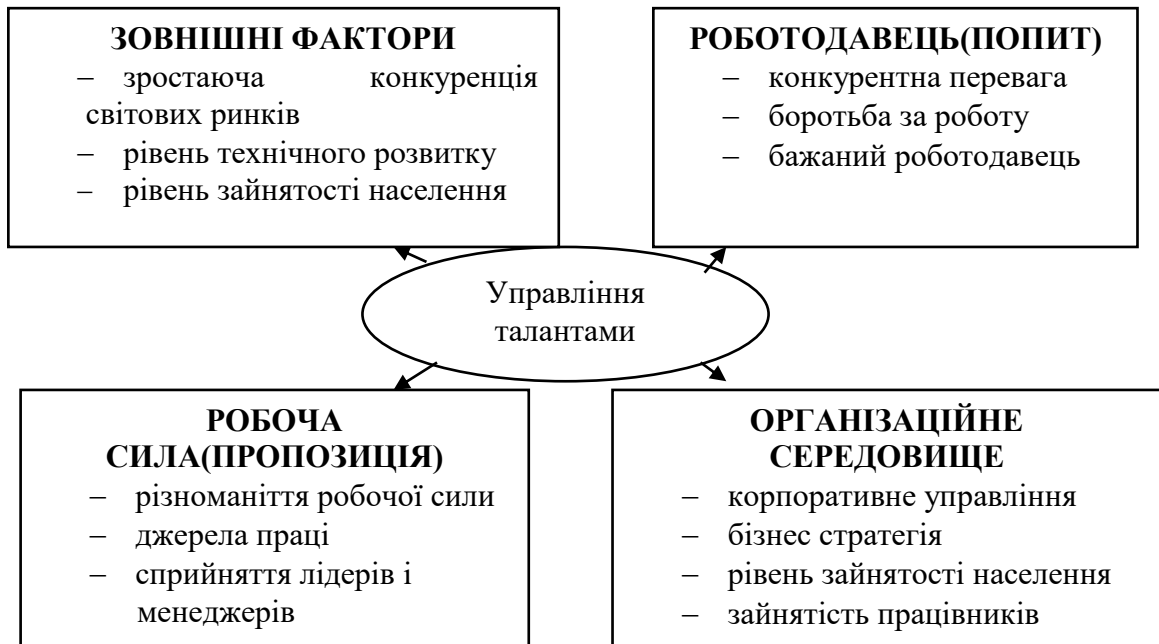 ЗОВНІШНІ ФАКТОРИ
– зростаюча конкуренція
світових ринків
– рівень технічного розвитку
– рівень зайнятості населення
РОБОТОДАВЕЦЬ(ПОПИТ)
– конкурентна перевага
– боротьба за роботу
– бажаний роботодавець
Управління
талантами
РОБОЧА
СИЛА(ПРОПОЗИЦІЯ)
– різноманіття робочої сили
– джерела праці
– сприйняття лідерів і
менеджерів
ОРГАНІЗАЦІЙНЕ
СЕРЕДОВИЩЕ
– корпоративне управління
– бізнес стратегія
– рівень зайнятості населення
– зайнятість працівників